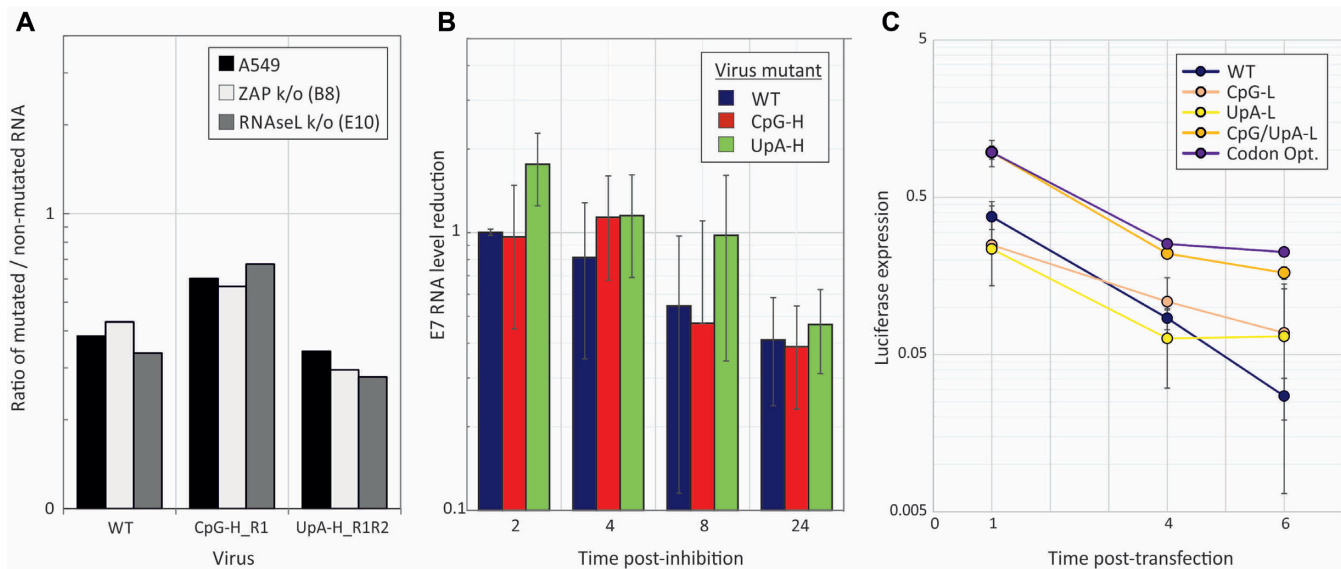 A
Ratio of mutated / non-mutated RNA
1
0
A549
ZAP k/o (B8)
RNAseL k/o (E10)
WT
CpG-H_R1
UpA-H_R1R2
Virus
B
E7 RNA level reduction
1
0.1
Virus mutant
WT
CpG-H
UpA-H
2
4
8
24
Time post-inhibition
C
Luciferase expression
5
0.5
0.05
0.005
WT
CpG-L
UpA-L
CpG/UpA-L
Codon Opt.
0
1
4
6
Time post-transfection